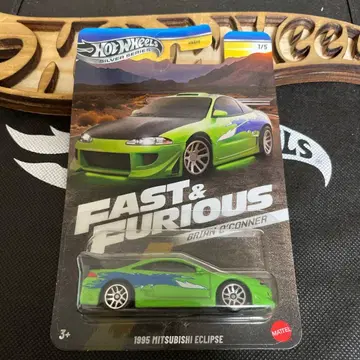 HOT WHEELS
SILVER SERIES
1/5
FAST &
FURIOUS
BRIAN O'CONNER
3+
1995 MITSUBISHI ECLIPSE
MATTEL